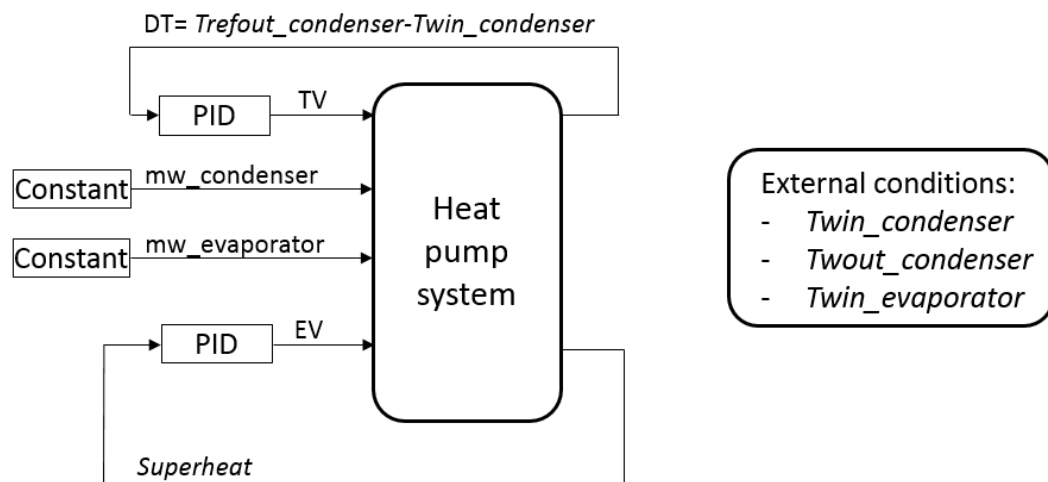 DT= Trefout_condenser-Twin_condenser
PID
TV
Constant
mw_condenser
Constant
mw_evaporator
PID
EV
Superheat
Heat
pump
system
External conditions:
- Twin_condenser
- Twout_condenser
- Twin_evaporator